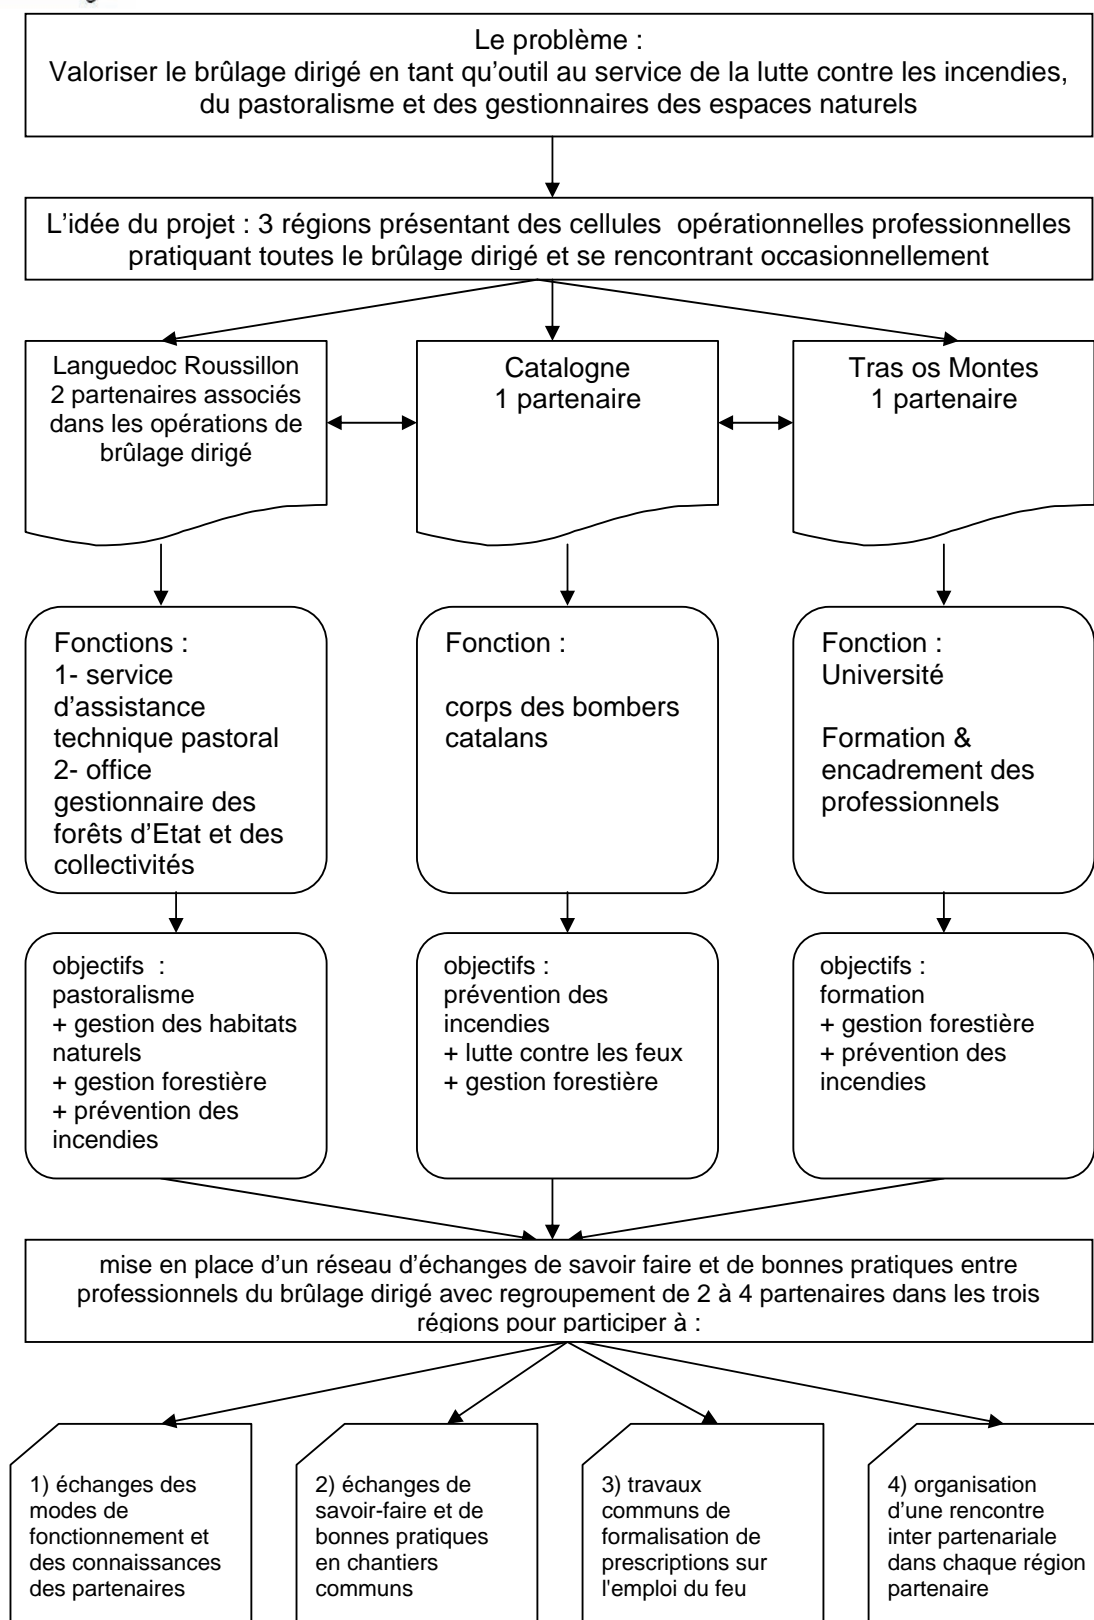 Le problème :
Valoriser le brûlage dirigé en tant qu'outil au service de la lutte contre les incendies,
du pastoralisme et des gestionnaires des espaces naturels
L'idée du projet : 3 régions présentant des cellules opérationnelles professionnelles
pratiquant toutes le brûlage dirigé et se rencontrant occasionnellement
Languedoc Roussillon
2 partenaires associés
dans les opérations de
brûlage dirigé
Catalogne
1 partenaire
Tras os Montes
1 partenaire
Fonctions :
1- service
d'assistance
technique pastoral
2- office
gestionnaire des
forêts d'Etat et des
collectivités
Fonction :
corps des bombers
catalans
Fonction :
Université
Formation &
encadrement des
professionnels
objectifs :
pastoralisme
+ gestion des habitats
naturels
+ gestion forestière
+ prévention des
incendies
objectifs :
prévention des
incendies
+ lutte contre les feux
+ gestion forestière
objectifs :
formation
+ gestion forestière
+ prévention des
incendies
mise en place d'un réseau d'échanges de savoir faire et de bonnes pratiques entre
professionnels du brûlage dirigé avec regroupement de 2 à 4 partenaires dans les trois
régions pour participer à :
1) échanges des
modes de
fonctionnement et
des connaissances
des partenaires
2) échanges de
savoir-faire et de
bonnes pratiques
en chantiers
communs
3) travaux
communs de
formalisation de
prescriptions sur
l'emploi du feu
4) organisation
d'une rencontre
inter partenariale
dans chaque région
partenaire